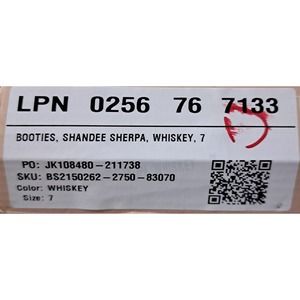 LPN 0256 76 7133
BOOTIES, SHANDEE SHERPA, WHISKEY, 7
PO: JK108480-211738
SKU: BS2150262-2750-83070
Color: WHISKEY
Size: 7